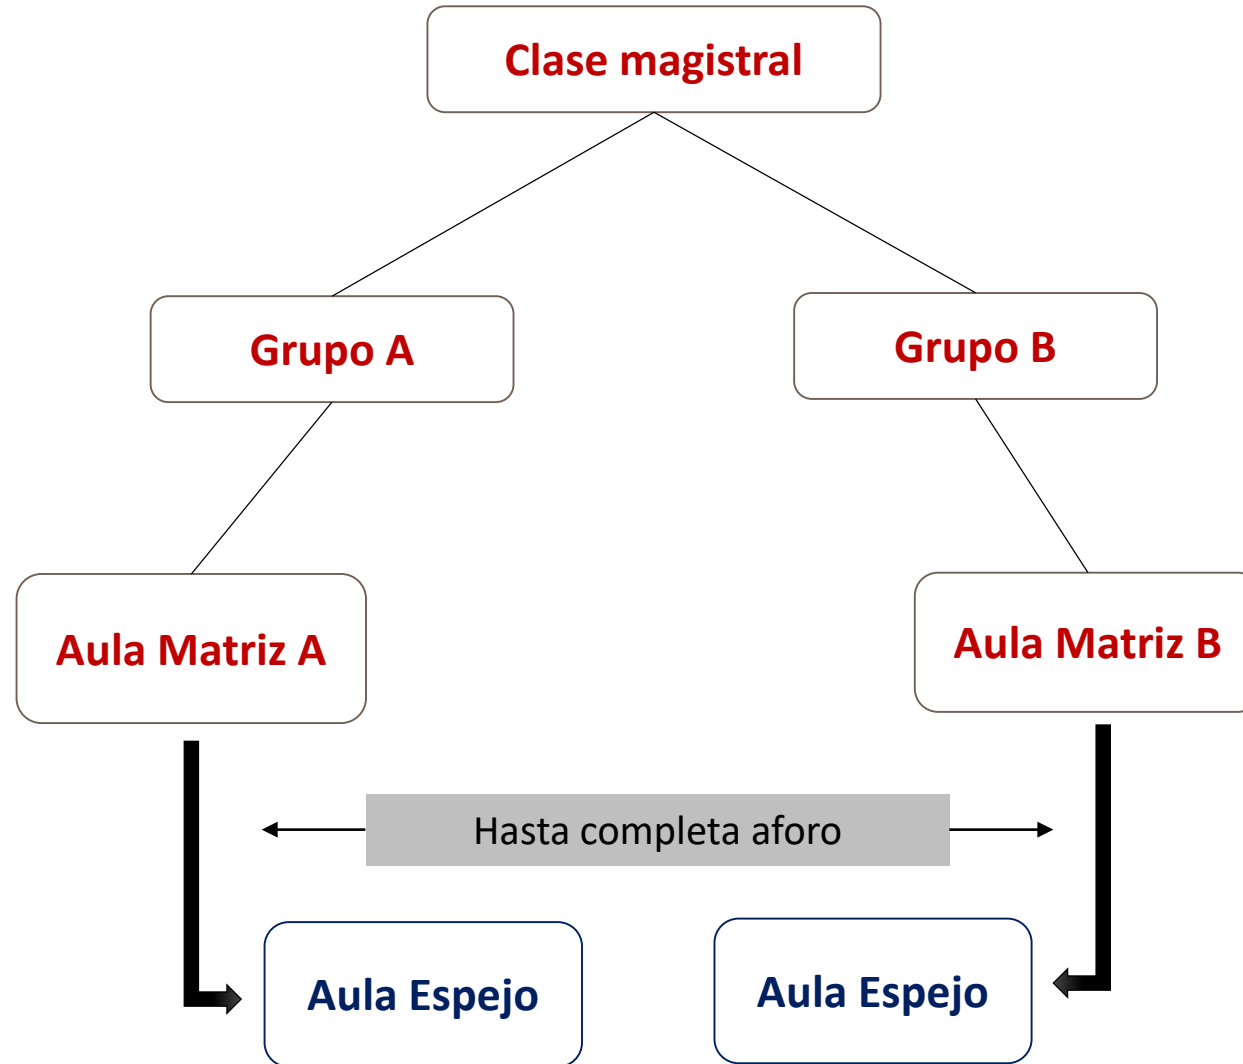 Clase magistral
Grupo A
Grupo B
Aula Matriz A
Aula Matriz B
Hasta completa aforo
Aula Espejo
Aula Espejo